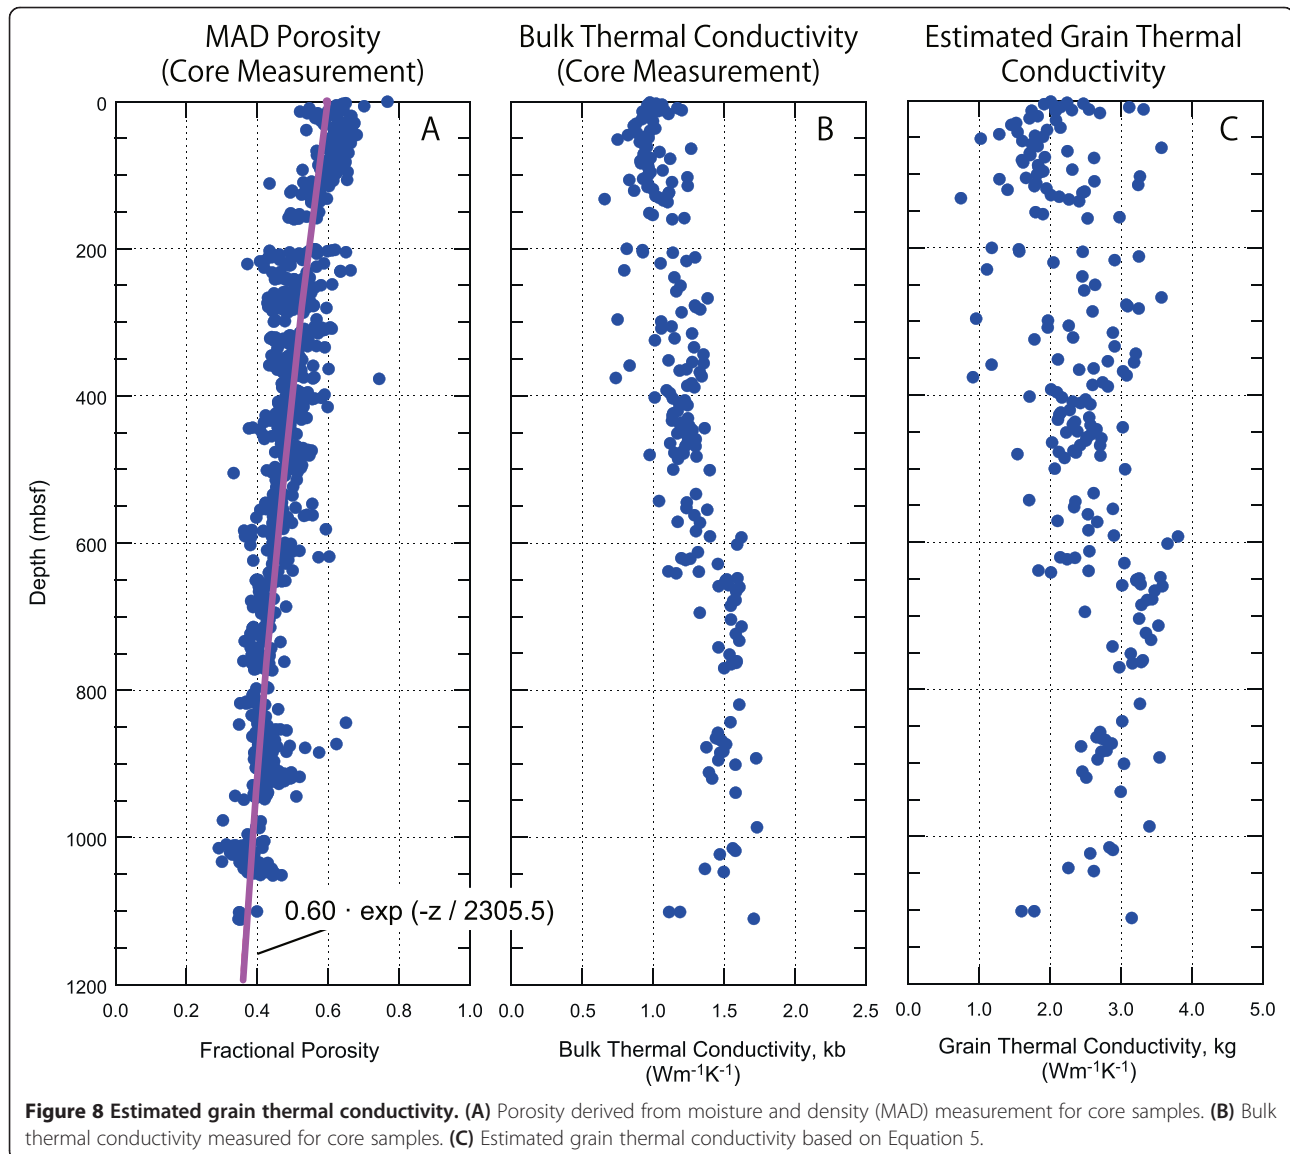 MAD Porosity
(Core Measurement)
Bulk Thermal Conductivity
(Core Measurement)
Estimated Grain Thermal
Conductivity
A
B
C
0
200
400
600
800
1000
1200
Depth (mbsf)
0.60 · exp (-z / 2305.5)
0.0 0.2 0.4 0.6 0.8 1.0
0.0 0.5 1.0 1.5 2.0 2.5
0.0 1.0 2.0 3.0 4.0 5.0
Fractional Porosity
Bulk Thermal Conductivity, kb
(Wm⁻¹K⁻¹)
Grain Thermal Conductivity, kg
(Wm⁻¹K⁻¹)
Figure 8 Estimated grain thermal conductivity. (A) Porosity derived from moisture and density (MAD) measurement for core samples. (B) Bulk
thermal conductivity measured for core samples. (C) Estimated grain thermal conductivity based on Equation 5.